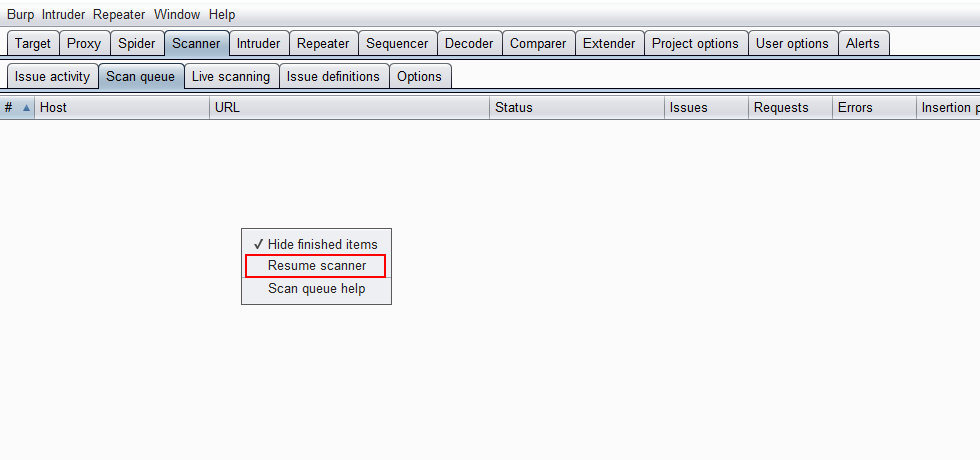 Burp Intruder Repeater Window Help
Target Proxy Spider Scanner Intruder Repeater Sequencer Decoder Comparer Extender Project options User options Alerts
Issue activity Scan queue Live scanning Issue definitions Options
# Host URL Status Issues Requests Errors Insertion p
✓ Hide finished items
Resume scanner
Scan queue help